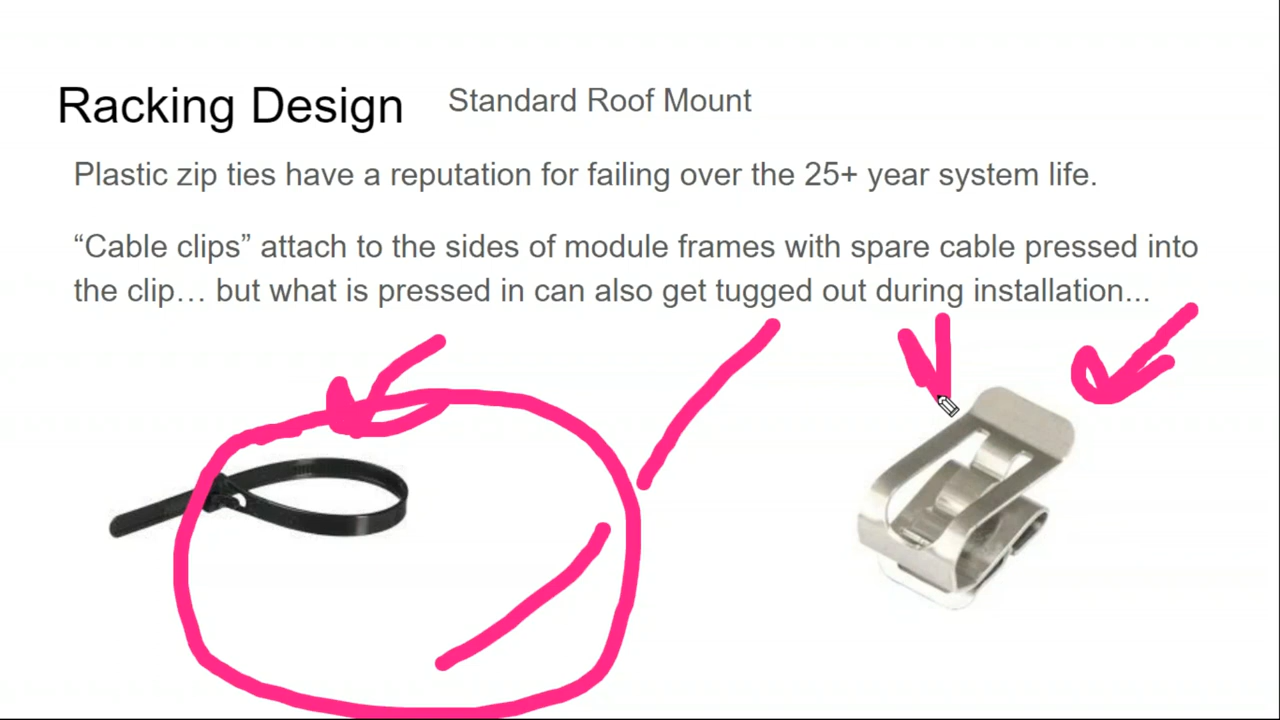 Racking Design Standard Roof Mount
Plastic zip ties have a reputation for failing over the 25+ year system life.
“Cable clips” attach to the sides of module frames with spare cable pressed into
the clip… but what is pressed in can also get tugged out during installation...